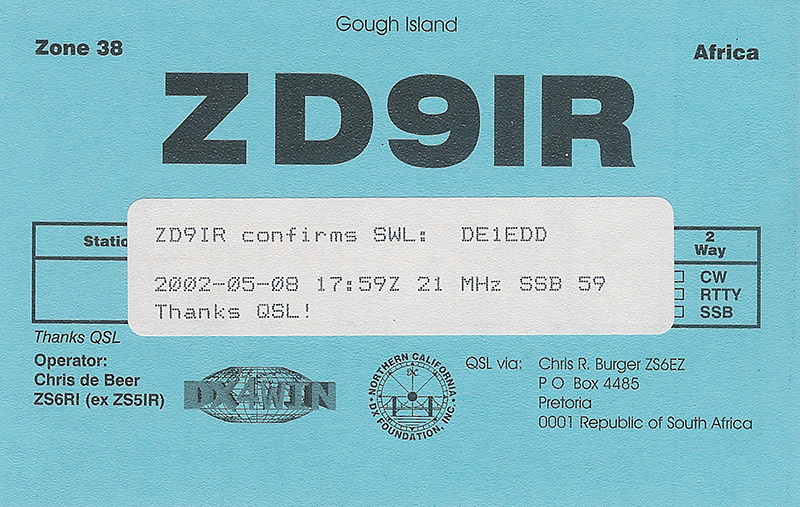 Gough Island
Zone 38
Africa
ZD9IR
ZD9IR confirms SWL: DE1EDD
2002-05-08 17:59Z 21 MHz SSB 59
Thanks QSL!
Statio
2
Way
CW
RTTY
SSB
Thanks QSL
Operator:
Chris de Beer
ZS6RI (ex ZS5IR)
DX4WIN
NORTHERN CALIFORNIA
DX FOUNDATION, INC.
QSL via: Chris R. Burger ZS6EZ
P O Box 4485
Pretoria
0001 Republic of South Africa